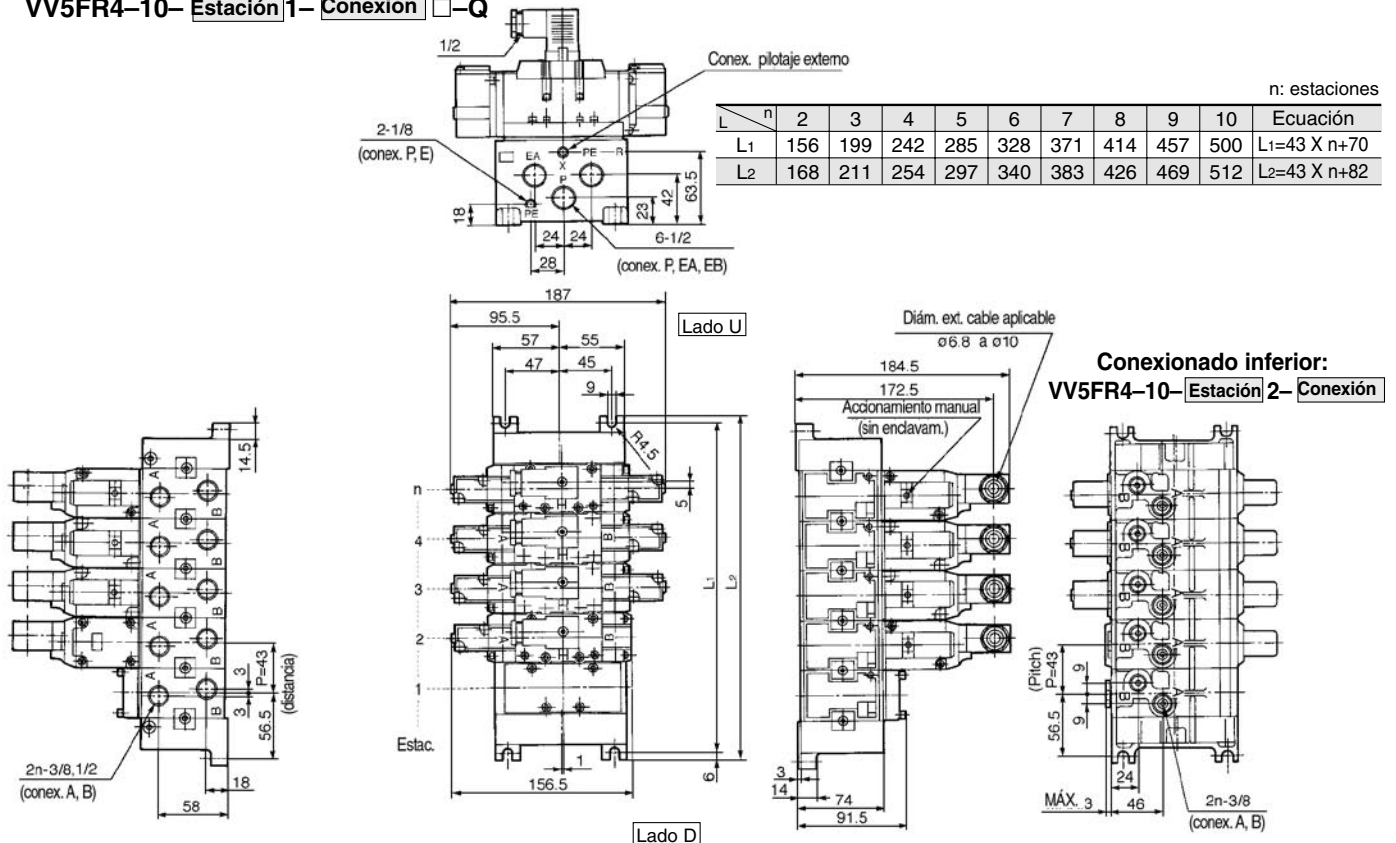 VV5FR4–10– Estación 1– Conexión □–Q
1/2
Conex. pilotaje externo
2-1/8
(conex. P, E)
EA
X
PE
R
P
PE
18
24
24
28
23
42
63.5
6-1/2
(conex. P, EA, EB)
n: estaciones
L n 2 3 4 5 6 7 8 9 10 Ecuación
L1 156 199 242 285 328 371 414 457 500 L1=43 X n+70
L2 168 211 254 297 340 383 426 469 512 L2=43 X n+82
187
95.5
Lado U
57
55
47
45
9
R4.5
5
n
4
3
2
1
Estac.
A
B
A
B
A
B
L1
L2
1
6
156.5
Lado D
14.5
A
B
A
B
A
B
A
B
A
B
3
3
P=43
(distancia)
56.5
2n-3/8,1/2
(conex. A, B)
18
58
Diám. ext. cable aplicable
ø6.8 a ø10
184.5
172.5
Accionamiento manual
(sin enclavam.)
3
14
74
91.5
Conexionado inferior:
VV5FR4–10– Estación 2– Conexión
B
A
B
A
B
A
B
A
B
A
(Pitch)
P=43
9
9
56.5
24
MÁX. 3
46
2n-3/8
(conex. A, B)